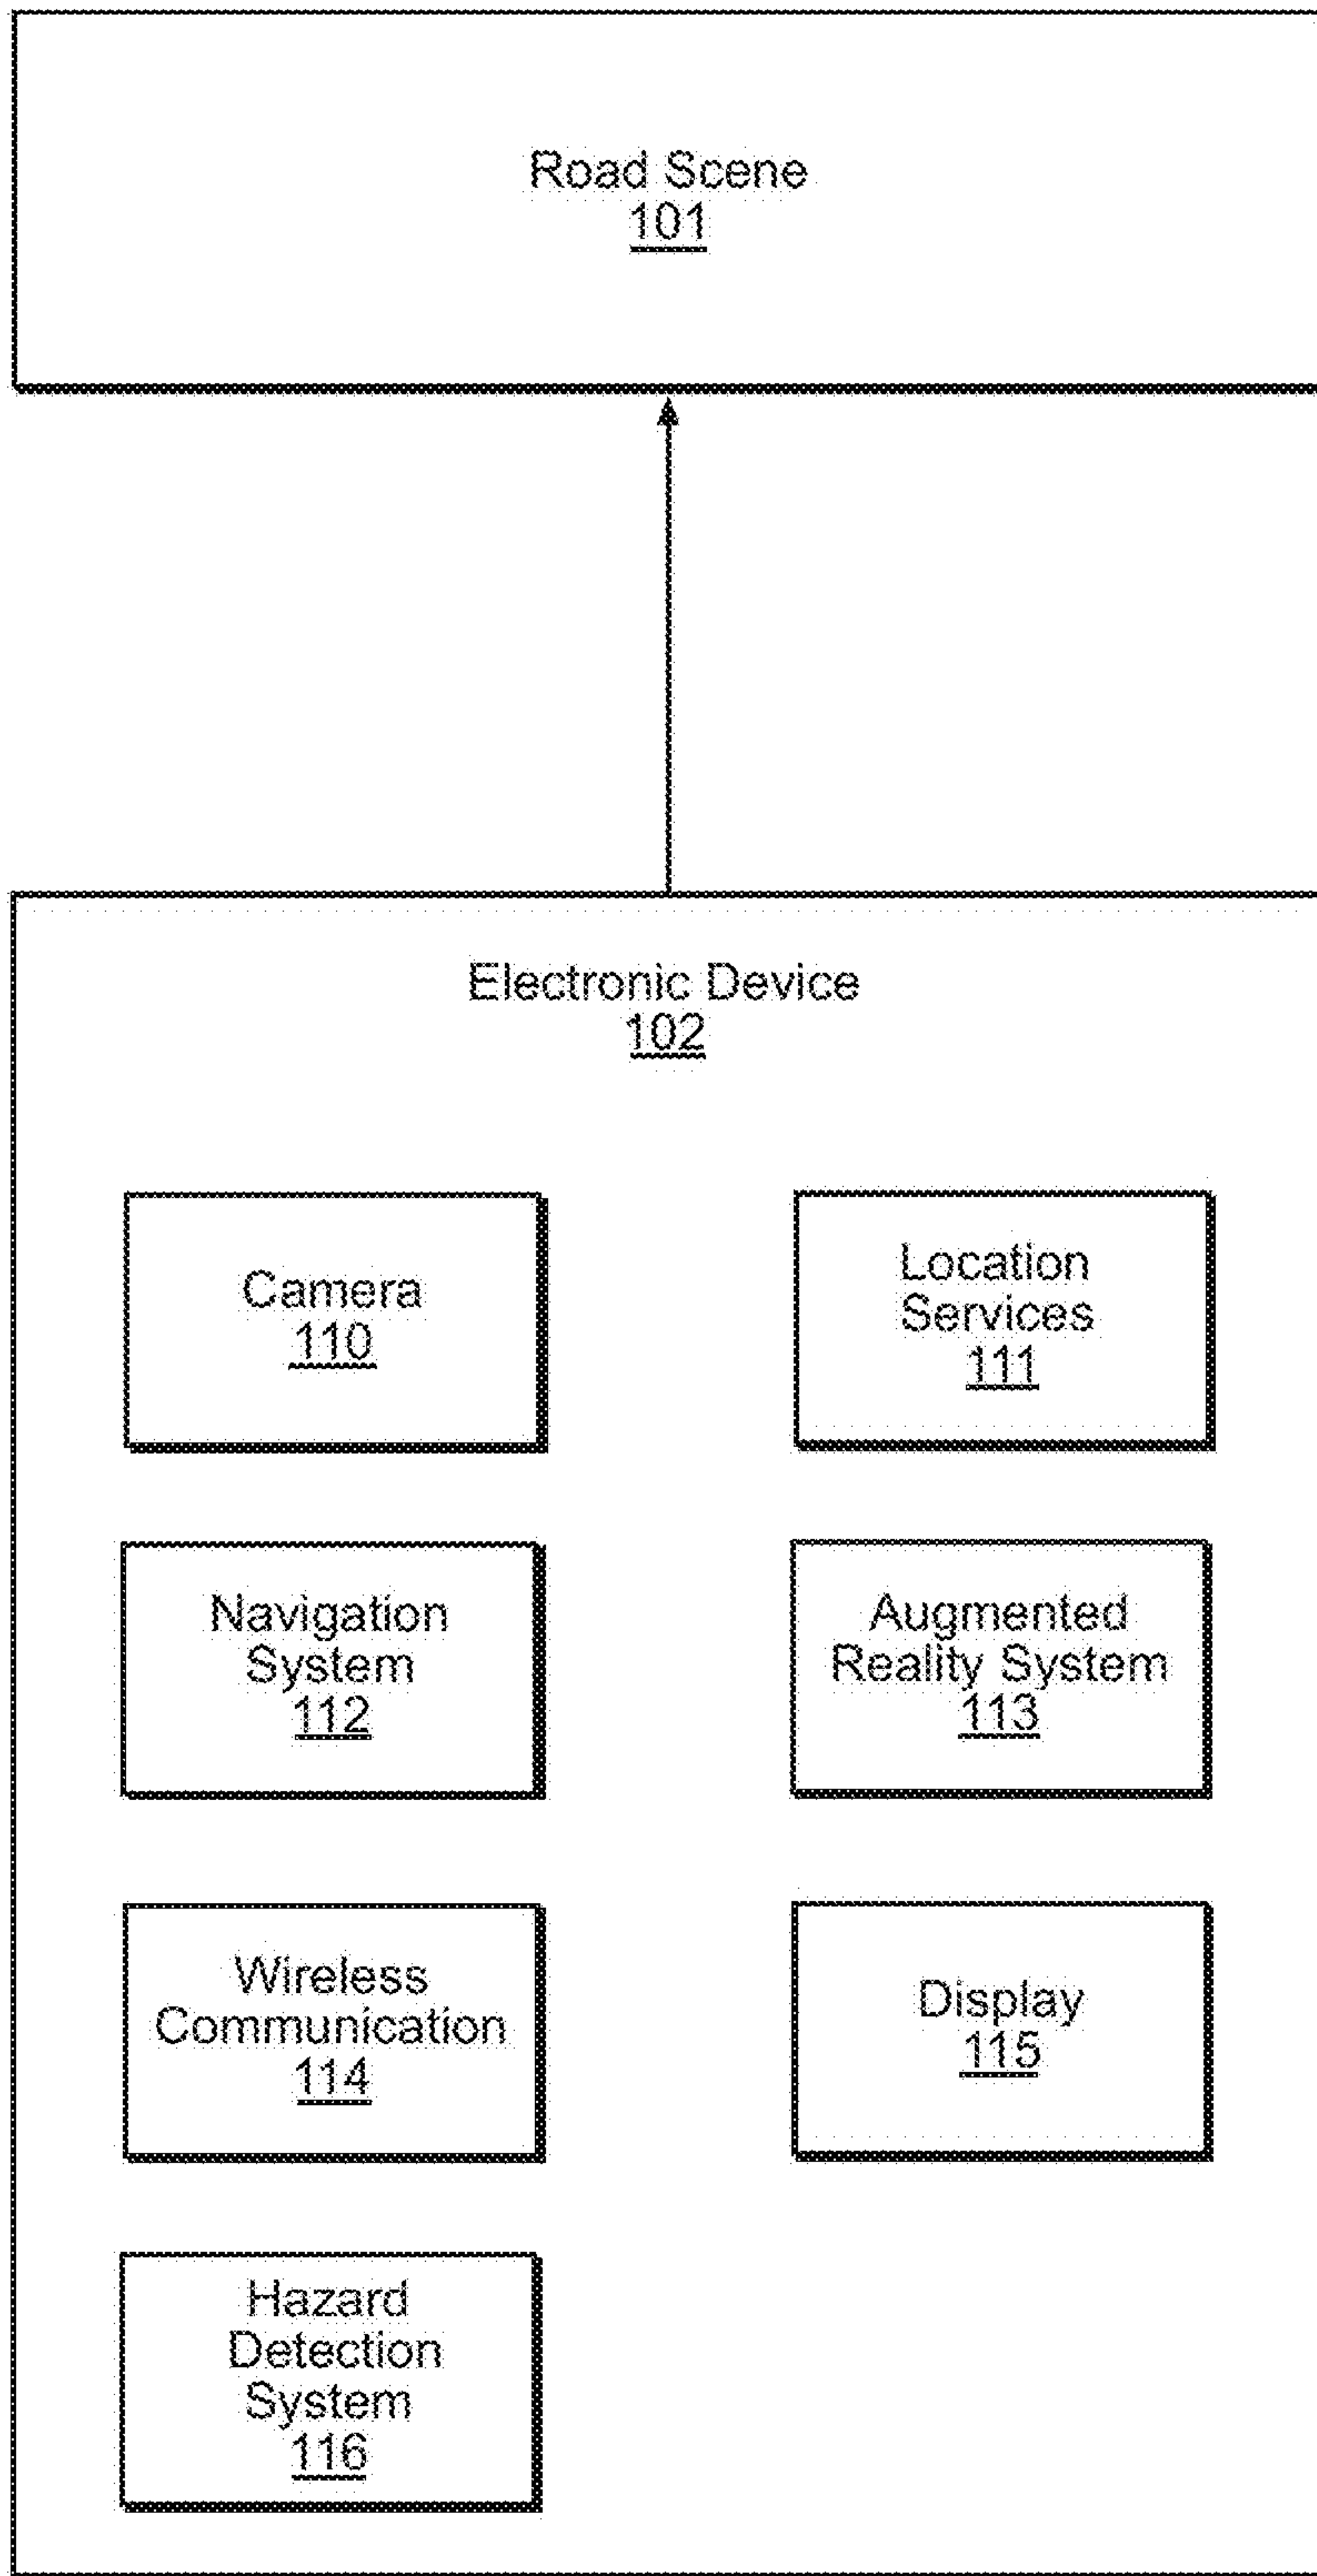 Road Scene
101
Electronic Device
102
Camera
110
Location
Services
111
Navigation
System
112
Augmented
Reality System
113
Wireless
Communication
114
Display
115
Hazard
Detection
System
116